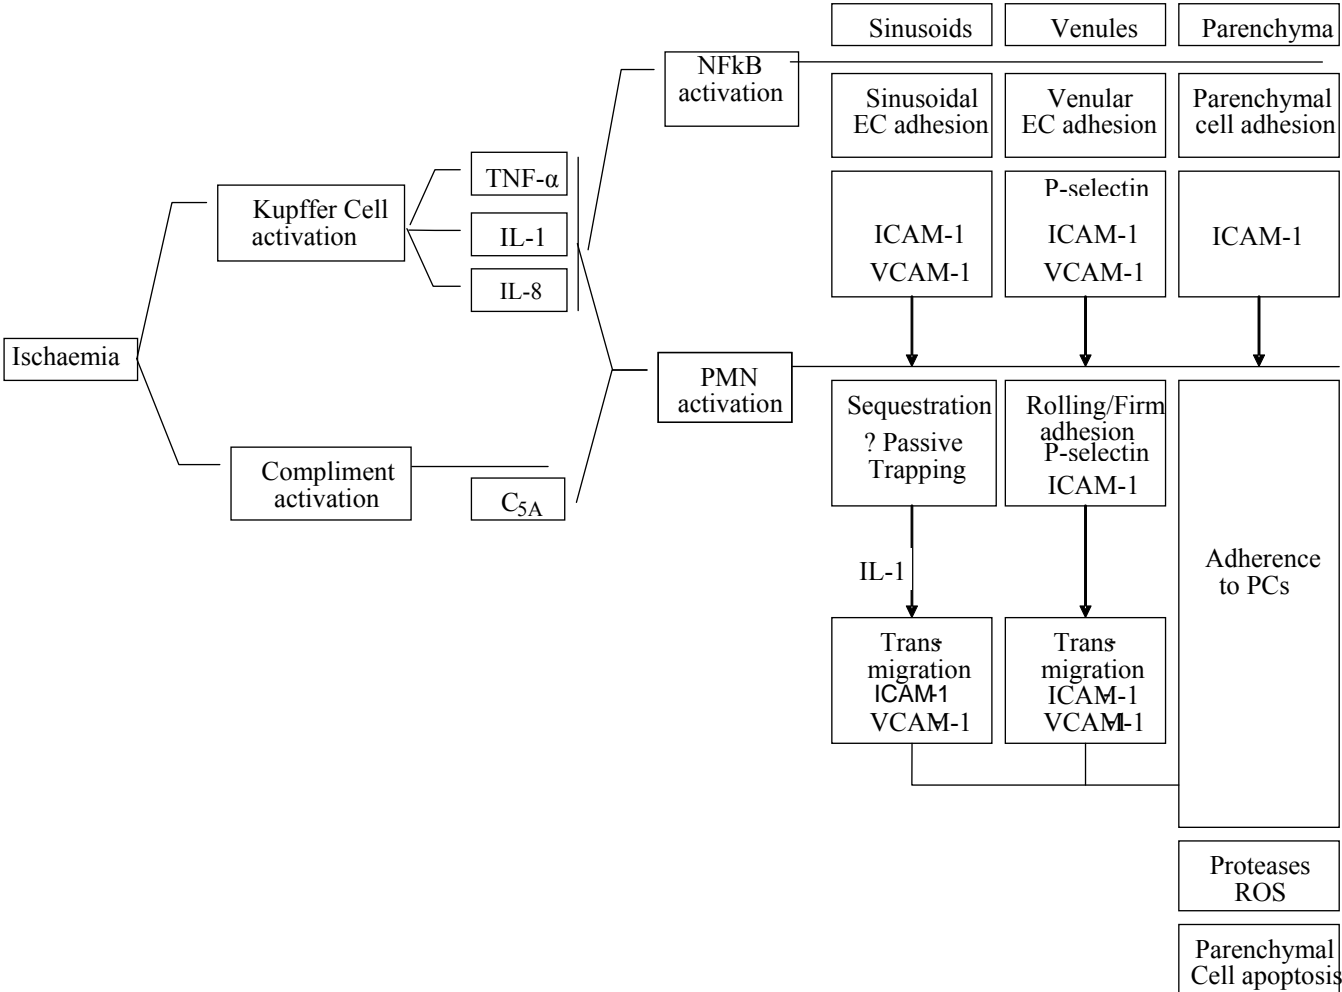 Sinusoids
Venules
Parenchyma
NFkB
activation
Sinusoidal
EC adhesion
Venular
EC adhesion
Parenchymal
cell adhesion
TNF-α
IL-1
IL-8
Kupffer Cell
activation
P-selectin
ICAM-1
VCAM-1
ICAM-1
VCAM-1
ICAM-1
Ischaemia
PMN
activation
Compliment
activation
C5A
Sequestration
? Passive
Trapping
Rolling/Firm
adhesion
P-selectin
ICAM-1
IL-1
Adherence
to PCs
Trans-
migration
ICAM-1
VCAM-1
Trans-
migration
ICAM-1
VCAM-1
Proteases
ROS
Parenchymal
Cell apoptosis